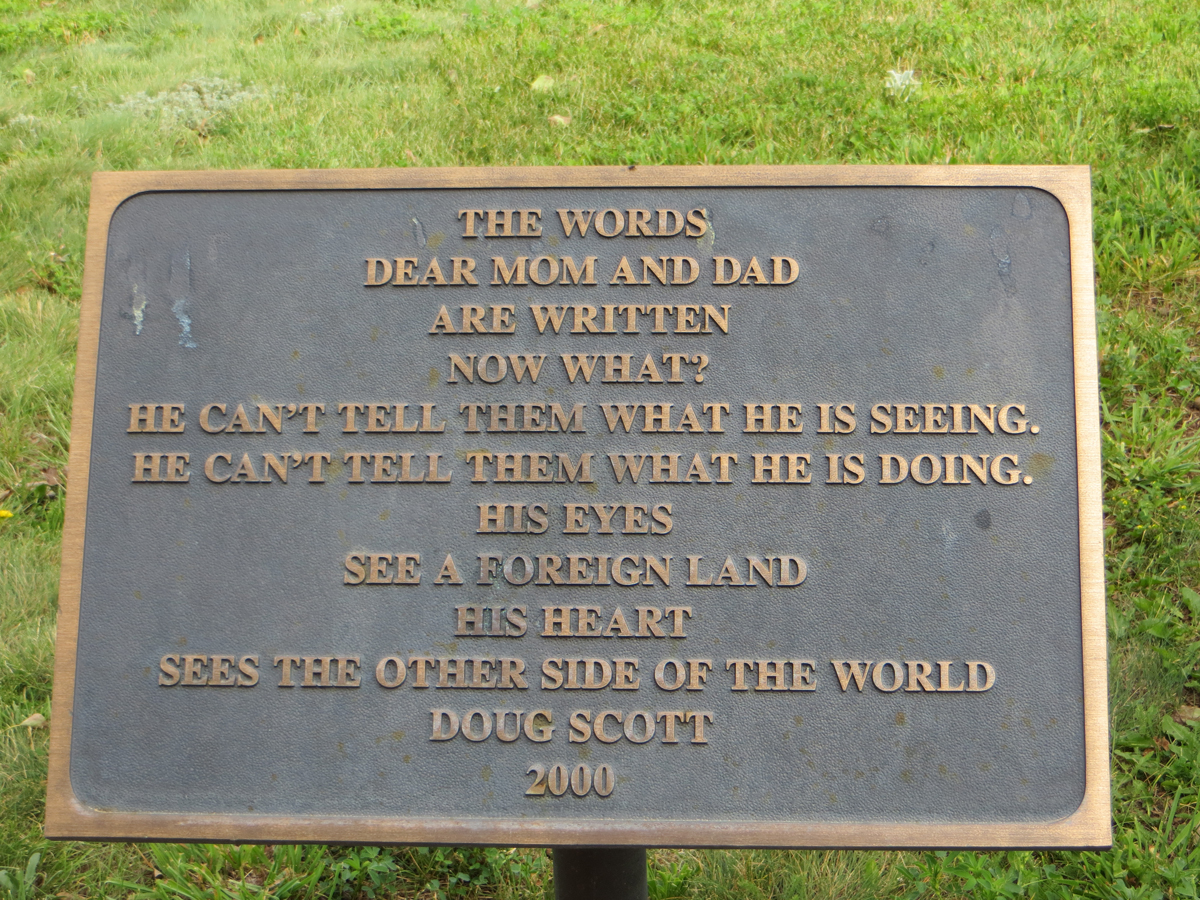 THE WORDS
DEAR MOM AND DAD
ARE WRITTEN
NOW WHAT?
HE CAN'T TELL THEM WHAT HE IS SEEING.
HE CAN'T TELL THEM WHAT HE IS DOING.
HIS EYES
SEE A FOREIGN LAND
HIS HEART
SEES THE OTHER SIDE OF THE WORLD
DOUG SCOTT
2000